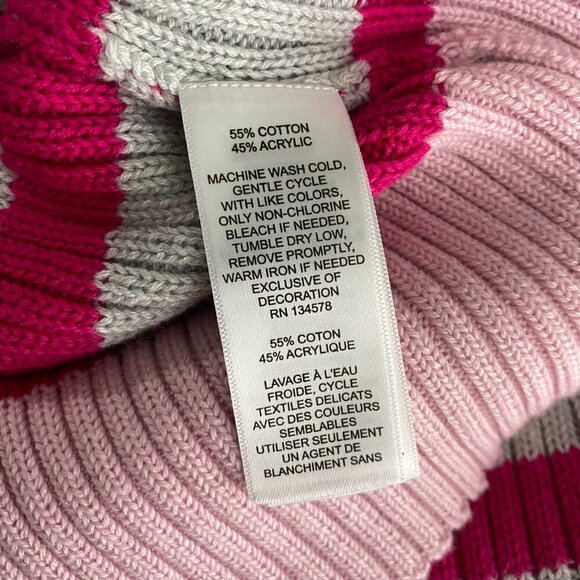 55% COTTON
45% ACRYLIC
MACHINE WASH COLD,
GENTLE CYCLE
WITH LIKE COLORS,
ONLY NON-CHLORINE
BLEACH IF NEEDED,
TUMBLE DRY LOW,
REMOVE PROMPTLY,
WARM IRON IF NEEDED
EXCLUSIVE OF
DECORATION
RN 134578
55% COTON
45% ACRYLIQUE
LAVAGE À L'EAU
FROIDE, CYCLE
TEXTILES DELICATS
AVEC DES COULEURS
SEMBLABLES
UTILISER SEULEMENT
UN AGENT DE
BLANCHIMENT SANS